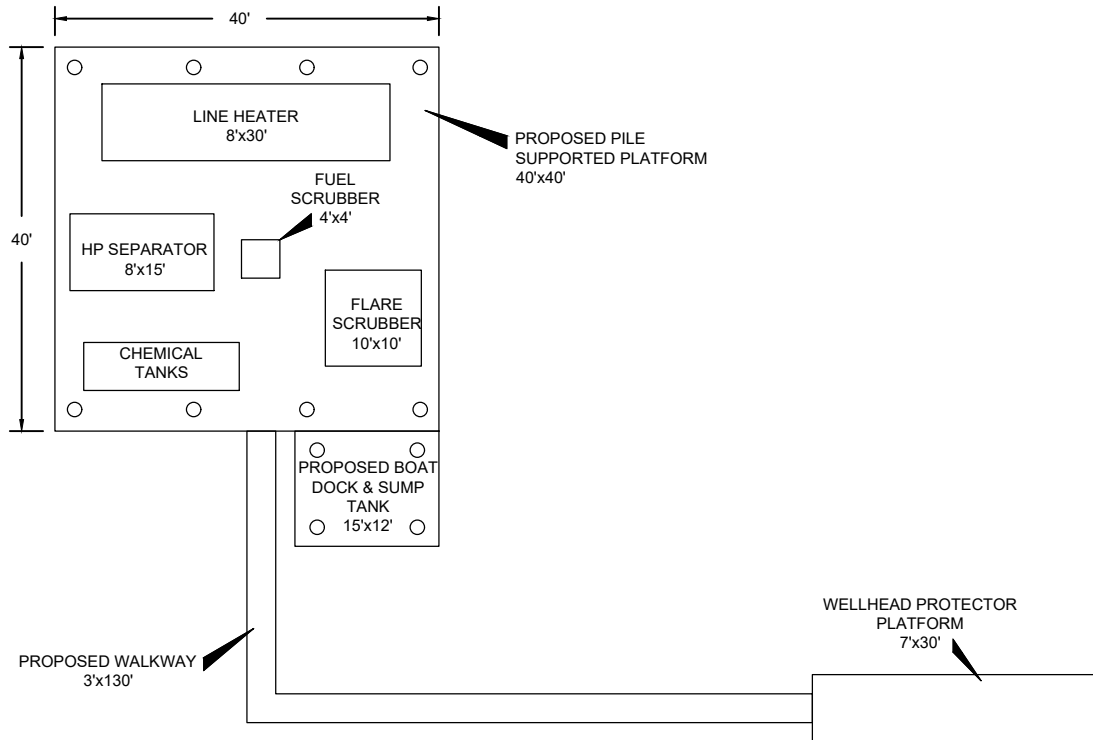 40'
LINE HEATER
8'x30'
PROPOSED PILE
SUPPORTED PLATFORM
40'x40'
FUEL
SCRUBBER
4'x4'
40'
HP SEPARATOR
8'x15'
FLARE
SCRUBBER
10'x10'
CHEMICAL
TANKS
PROPOSED BOAT
DOCK & SUMP
TANK
15'x12'
WELLHEAD PROTECTOR
PLATFORM
7'x30'
PROPOSED WALKWAY
3'x130'